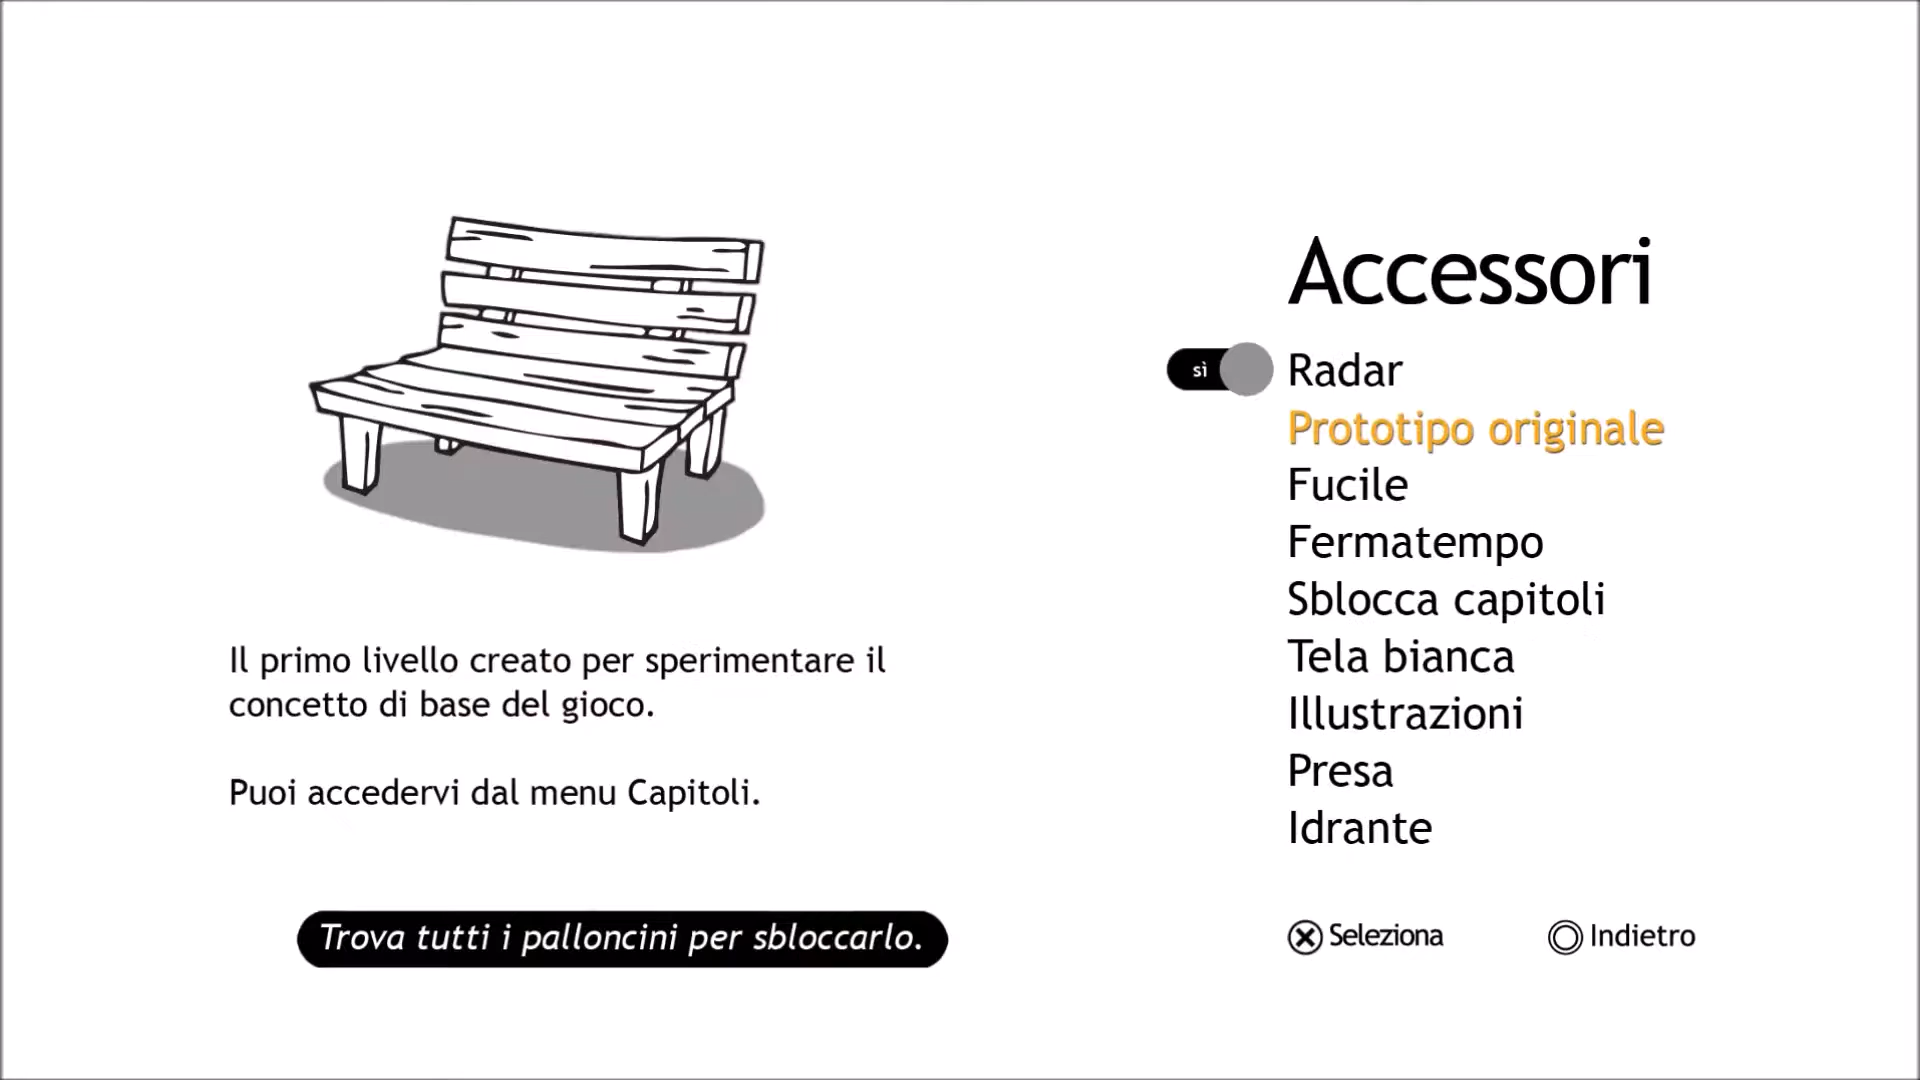 Accessori
sì Radar
Prototipo originale
Fucile
Fermatempo
Sblocca capitoli
Tela bianca
Illustrazioni
Presa
Idrante
Il primo livello creato per sperimentare il
concetto di base del gioco.
Puoi accedervi dal menu Capitoli.
Trova tutti i palloncini per sbloccarlo.
Seleziona Indietro